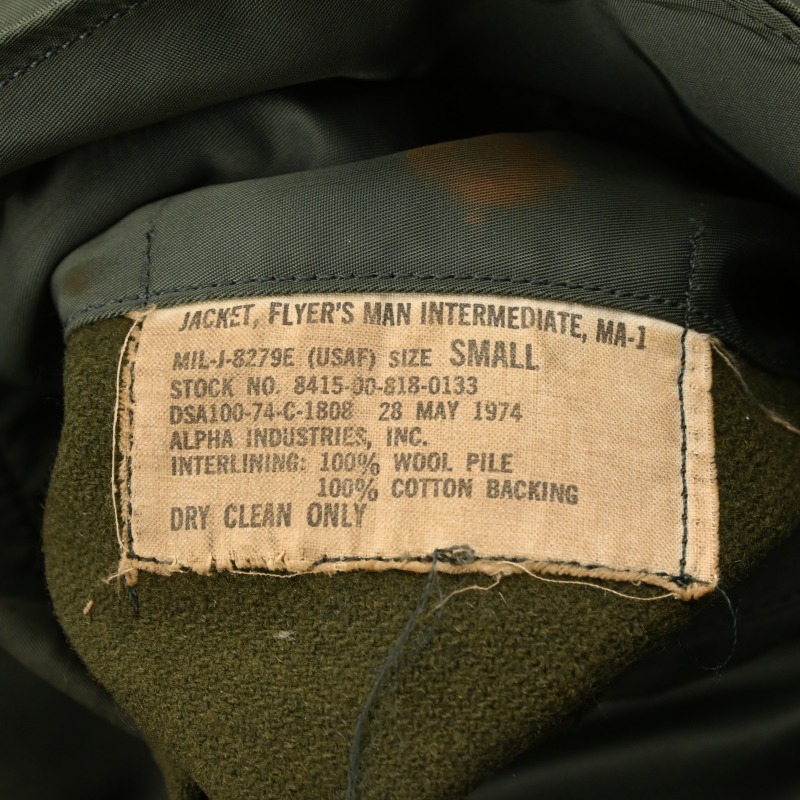 JACKET, FLYER'S MAN INTERMEDIATE, MA-1
MIL-J-8279E (USAF) SIZE SMALL
STOCK NO. 8415-00-818-0133
DSA100-74-C-1808 28 MAY 1974
ALPHA INDUSTRIES, INC.
INTERLINING: 100% WOOL PILE
100% COTTON BACKING
DRY CLEAN ONLY